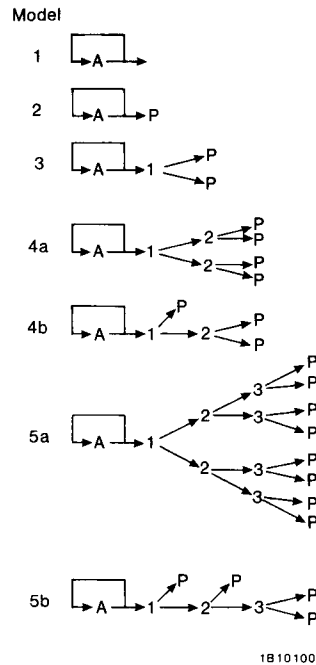 Model
1 A
2 A P
3 A 1 P P
4a A 1 2 2 P P P P
4b A 1 P 2 P P
5a A 1 2 2 3 3 3 3 P P P P P P P P
5b A 1 P 2 P 3 P P
1810100